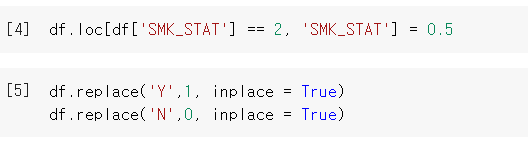 [4] df.loc[df['SMK_STAT'] == 2, 'SMK_STAT'] = 0.5
[5] df.replace('Y',1, inplace = True)
df.replace('N',0, inplace = True)